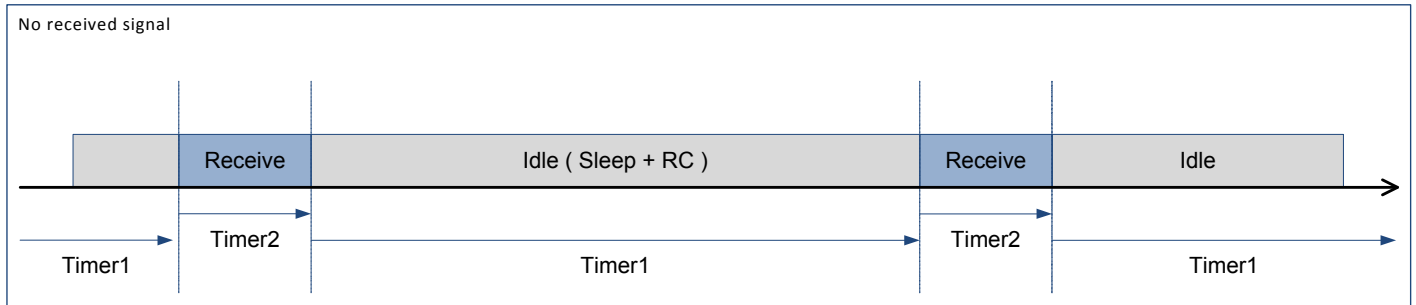 No received signal
Receive Idle ( Sleep + RC ) Receive Idle
Timer2 Timer2
Timer1 Timer1 Timer1